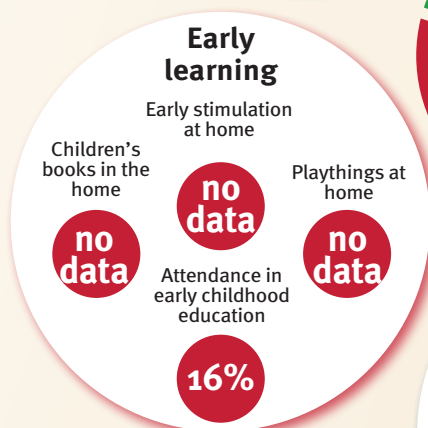 Early
learning
Early stimulation
at home
no
data
Children's
books in the
home
no
data
Playthings at
home
no
data
Attendance in
early childhood
education
16%